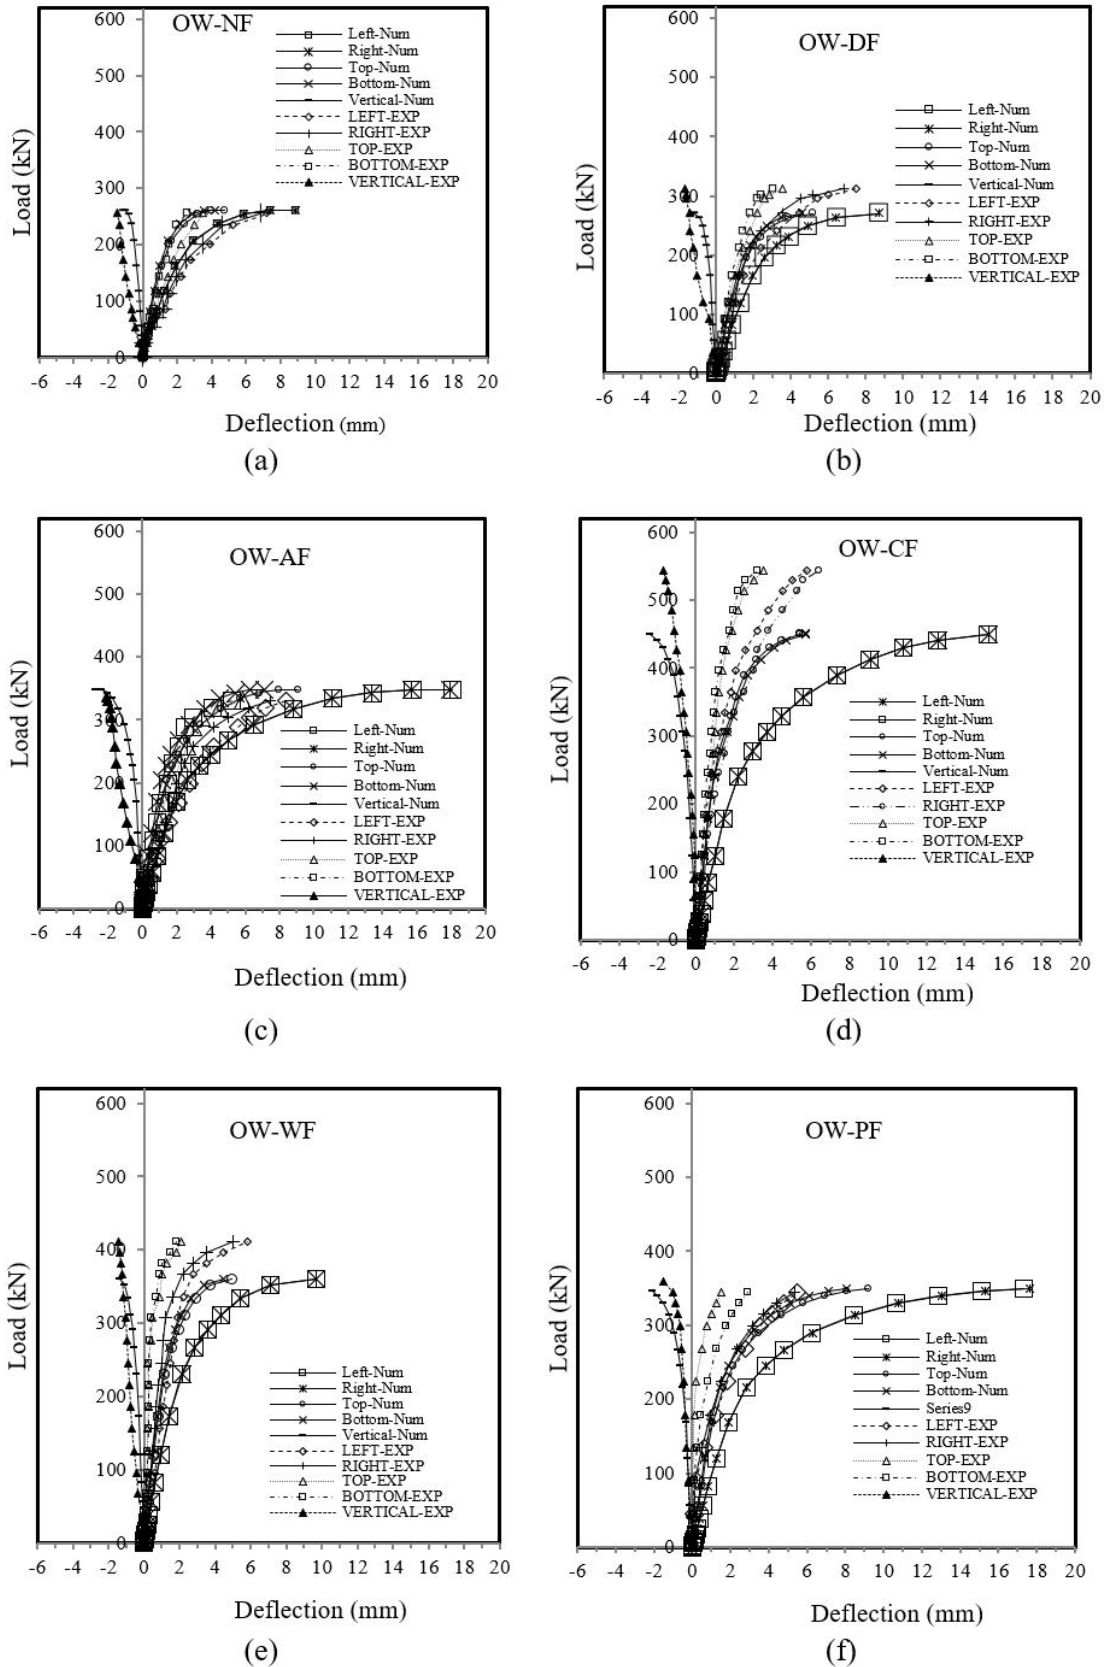 OW-NF
Left-Num
Right-Num
Top-Num
Bottom-Num
Vertical-Num
LEFT-EXP
RIGHT-EXP
TOP-EXP
BOTTOM-EXP
VERTICAL-EXP
Load (kN)
600
500
400
300
200
100
0
-6 -4 -2 0 2 4 6 8 10 12 14 16 18 20
Deflection (mm)
(a)
OW-DF
Left-Num
Right-Num
Top-Num
Bottom-Num
Vertical-Num
LEFT-EXP
RIGHT-EXP
TOP-EXP
BOTTOM-EXP
VERTICAL-EXP
Load (kN)
600
500
400
300
200
100
0
-6 -4 -2 0 2 4 6 8 10 12 14 16 18 20
Deflection (mm)
(b)
OW-AF
Left-Num
Right-Num
Top-Num
Bottom-Num
Vertical-Num
LEFT-EXP
RIGHT-EXP
TOP-EXP
BOTTOM-EXP
VERTICAL-EXP
Load (kN)
600
500
400
300
200
100
0
-6 -4 -2 0 2 4 6 8 10 12 14 16 18 20
Deflection (mm)
(c)
OW-CF
Left-Num
Right-Num
Top-Num
Bottom-Num
Vertical-Num
LEFT-EXP
RIGHT-EXP
TOP-EXP
BOTTOM-EXP
VERTICAL-EXP
Load (kN)
600
500
400
300
200
100
0
-6 -4 -2 0 2 4 6 8 10 12 14 16 18 20
Deflection (mm)
(d)
OW-WF
Left-Num
Right-Num
Top-Num
Bottom-Num
Vertical-Num
LEFT-EXP
RIGHT-EXP
TOP-EXP
BOTTOM-EXP
VERTICAL-EXP
Load (kN)
600
500
400
300
200
100
0
-6 -4 -2 0 2 4 6 8 10 12 14 16 18 20
Deflection (mm)
(e)
OW-PF
Left-Num
Right-Num
Top-Num
Bottom-Num
Series9
LEFT-EXP
RIGHT-EXP
TOP-EXP
BOTTOM-EXP
VERTICAL-EXP
Load (kN)
600
500
400
300
200
100
0
-6 -4 -2 0 2 4 6 8 10 12 14 16 18 20
Deflection (mm)
(f)